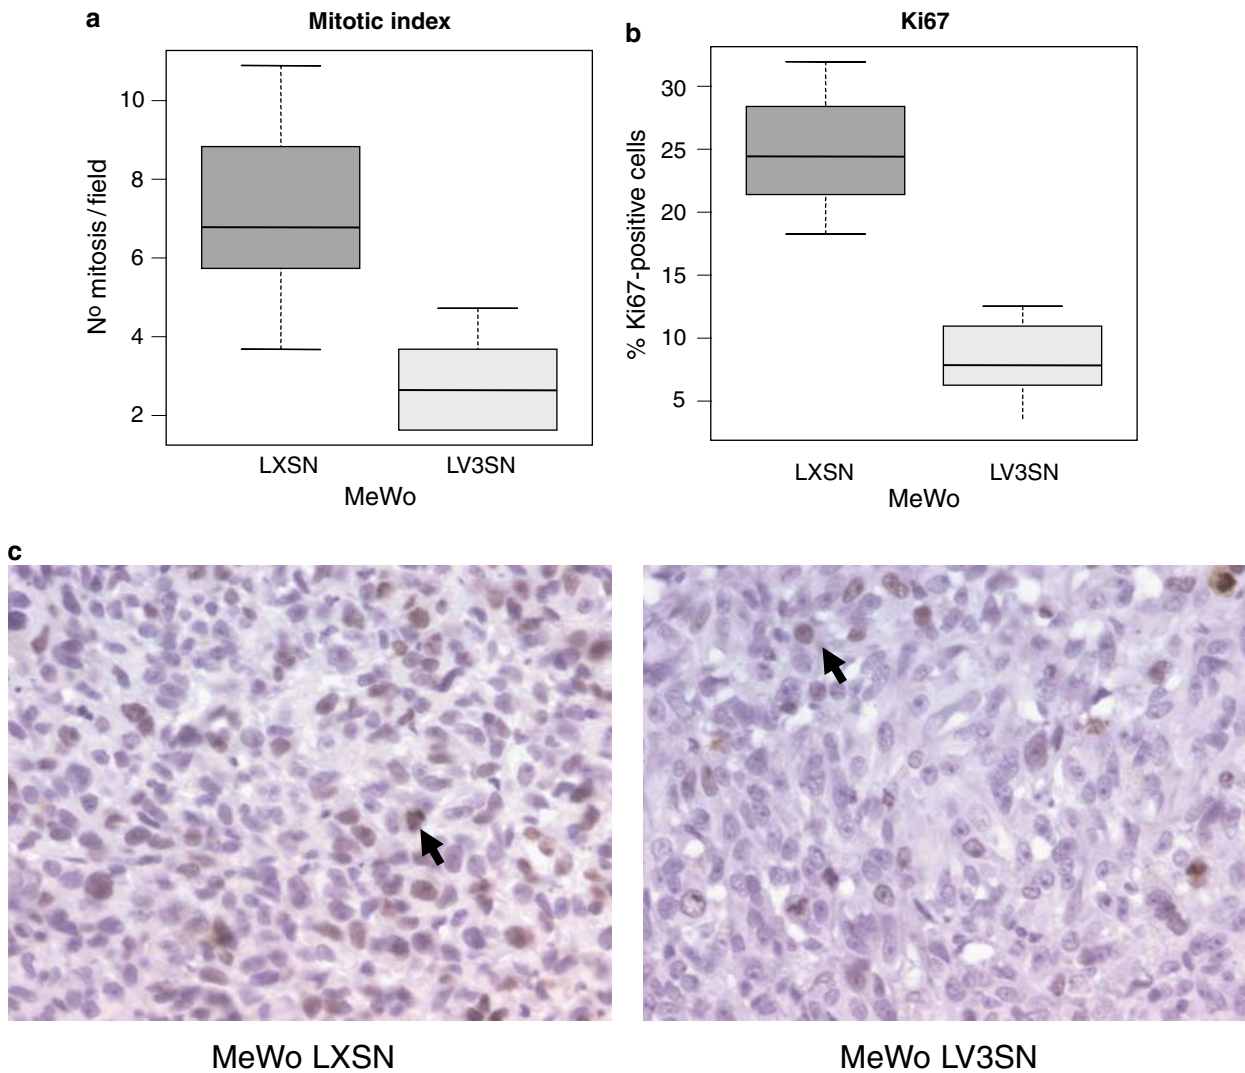 a
Mitotic index
Nº mitosis/field
10
8
6
4
2
LXSN LV3SN
MeWo
b
Ki67
% Ki67-positive cells
30
25
20
15
10
5
LXSN LV3SN
MeWo
c
MeWo LXSN
MeWo LV3SN